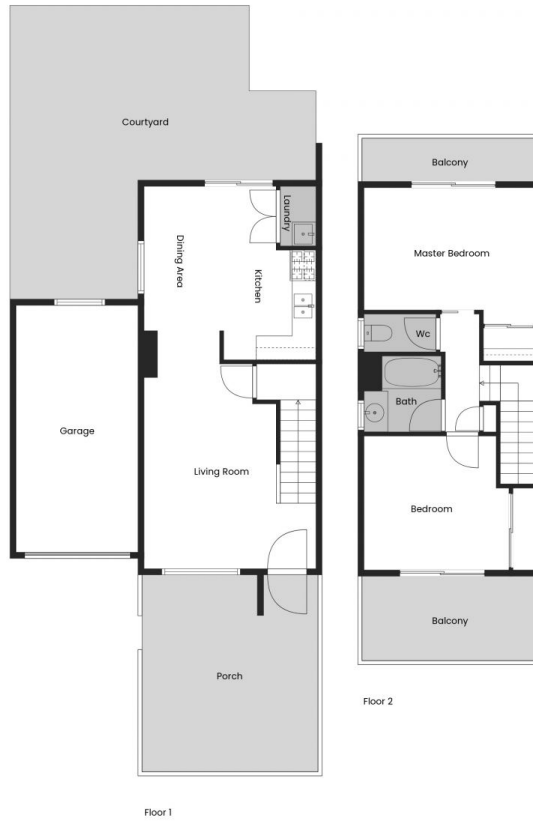 Courtyard
Laundry
Dining Area
Kitchen
Garage
Living Room
Porch
Floor 1
Balcony
Master Bedroom
Wc
Bath
Bedroom
Balcony
Floor 2